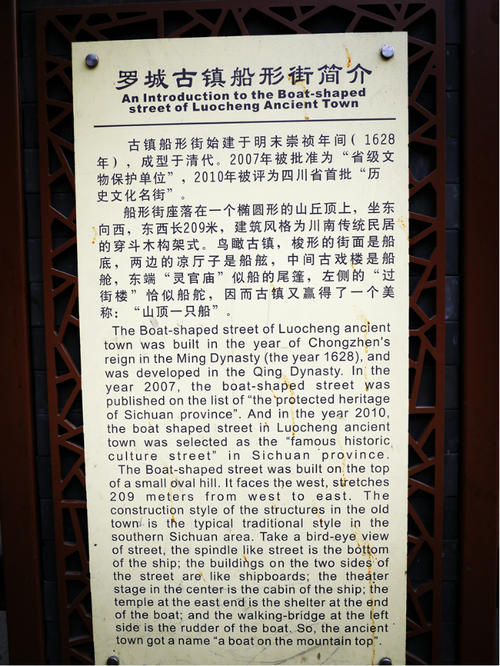 罗城古镇船形街简介
An Introduction to the Boat-shaped
street of Luocheng Ancient Town
古镇船形街始建于明末崇祯年间（1628
年），成型于清代。2007年被批准为“省级文
物保护单位”，2010年被评为四川省首批“历
史文化名街”。
船形街座落在一个椭圆形的山丘顶上，坐东
向西，东西长209米，建筑风格为川南传统民居
的穿斗木构架式。鸟瞰古镇，梭形的街面是船
底，两边的凉厅子是船舷，中间古戏楼是船
舱，东端“灵官庙”似船的尾篷，左侧的“过
街楼”恰似船舵，因而古镇又赢得了一个美
称：“山顶一只船”。
The Boat-shaped street of Luocheng ancient
town was built in the year of Chongzhen's
reign in the Ming Dynasty (the year 1628), and
was developed in the Qing Dynasty. In the
year 2007, the boat-shaped street was
published on the list of “the protected heritage
of Sichuan province”. And in the year 2010,
the boat shaped street in Luocheng ancient
town was selected as the “famous historic
culture street” in Sichuan province.
The Boat-shaped street was built on the top
of a small oval hill. It faces the west, stretches
209 meters from west to east. The
construction style of the structures in the old
town is the typical traditional style in the
southern Sichuan area. Take a bird-eye view
of street, the spindle like street is the bottom
of the ship; the buildings on the two sides of
the street are like shipboards; the theater
stage in the center is the cabin of the ship; the
temple at the east end is the shelter at the end
of the boat; and the walking-bridge at the left
side is the rudder of the boat. So, the ancient
town got a name “a boat on the mountain top”.